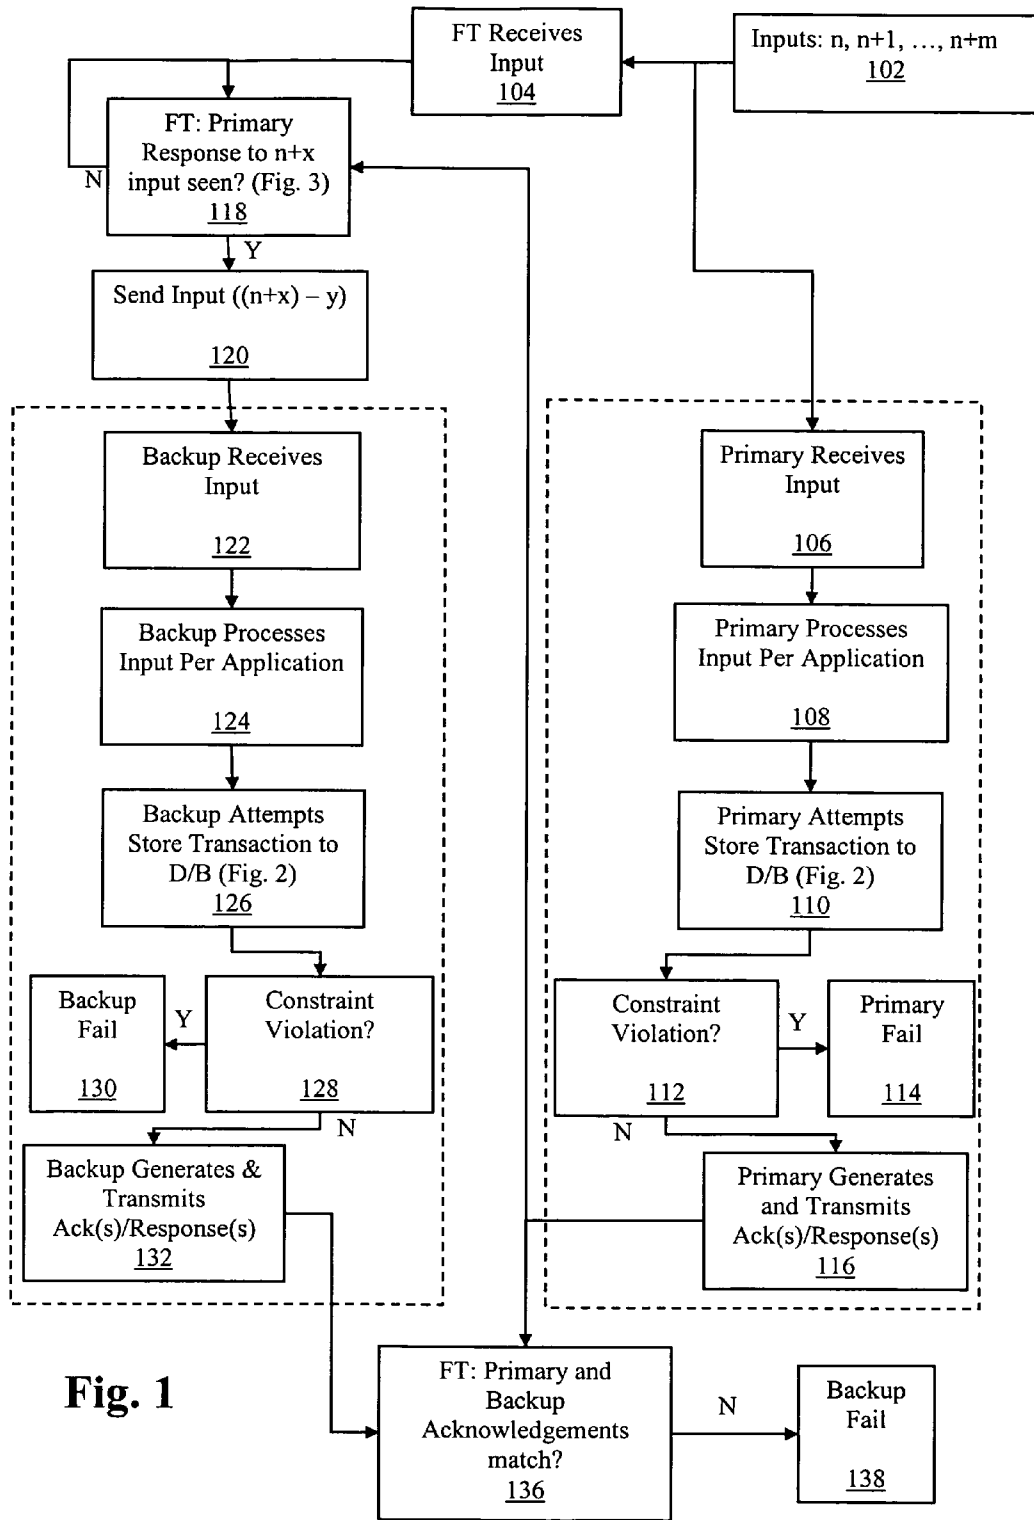 FT Receives
Input
104
Inputs: n, n+1, …, n+m
102
FT: Primary
Response to n+x
input seen? (Fig. 3)
118
N
Y
Send Input ((n+x) – y)
120
Backup Receives
Input
122
Primary Receives
Input
106
Backup Processes
Input Per Application
124
Primary Processes
Input Per Application
108
Backup Attempts
Store Transaction to
D/B (Fig. 2)
126
Primary Attempts
Store Transaction to
D/B (Fig. 2)
110
Backup
Fail
130
Y
Constraint
Violation?
128
N
Constraint
Violation?
112
Y
Primary
Fail
114
N
Backup Generates &
Transmits
Ack(s)/Response(s)
132
Primary Generates
and Transmits
Ack(s)/Response(s)
116
Fig. 1
FT: Primary and
Backup
Acknowledgements
match?
136
N
Backup
Fail
138